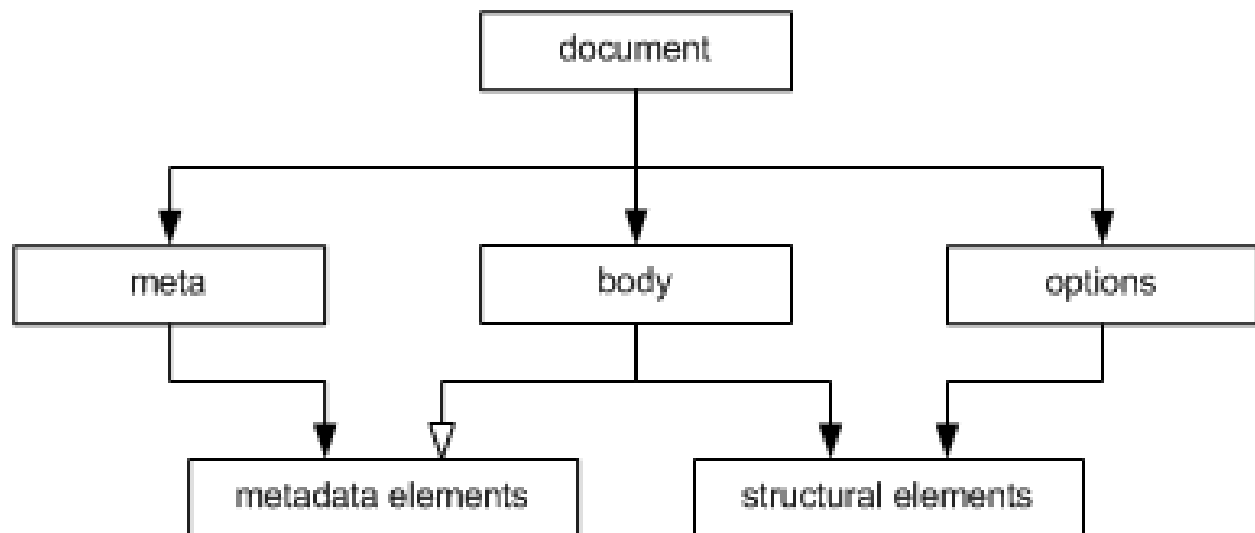 document
meta
body
options
metadata elements
structural elements